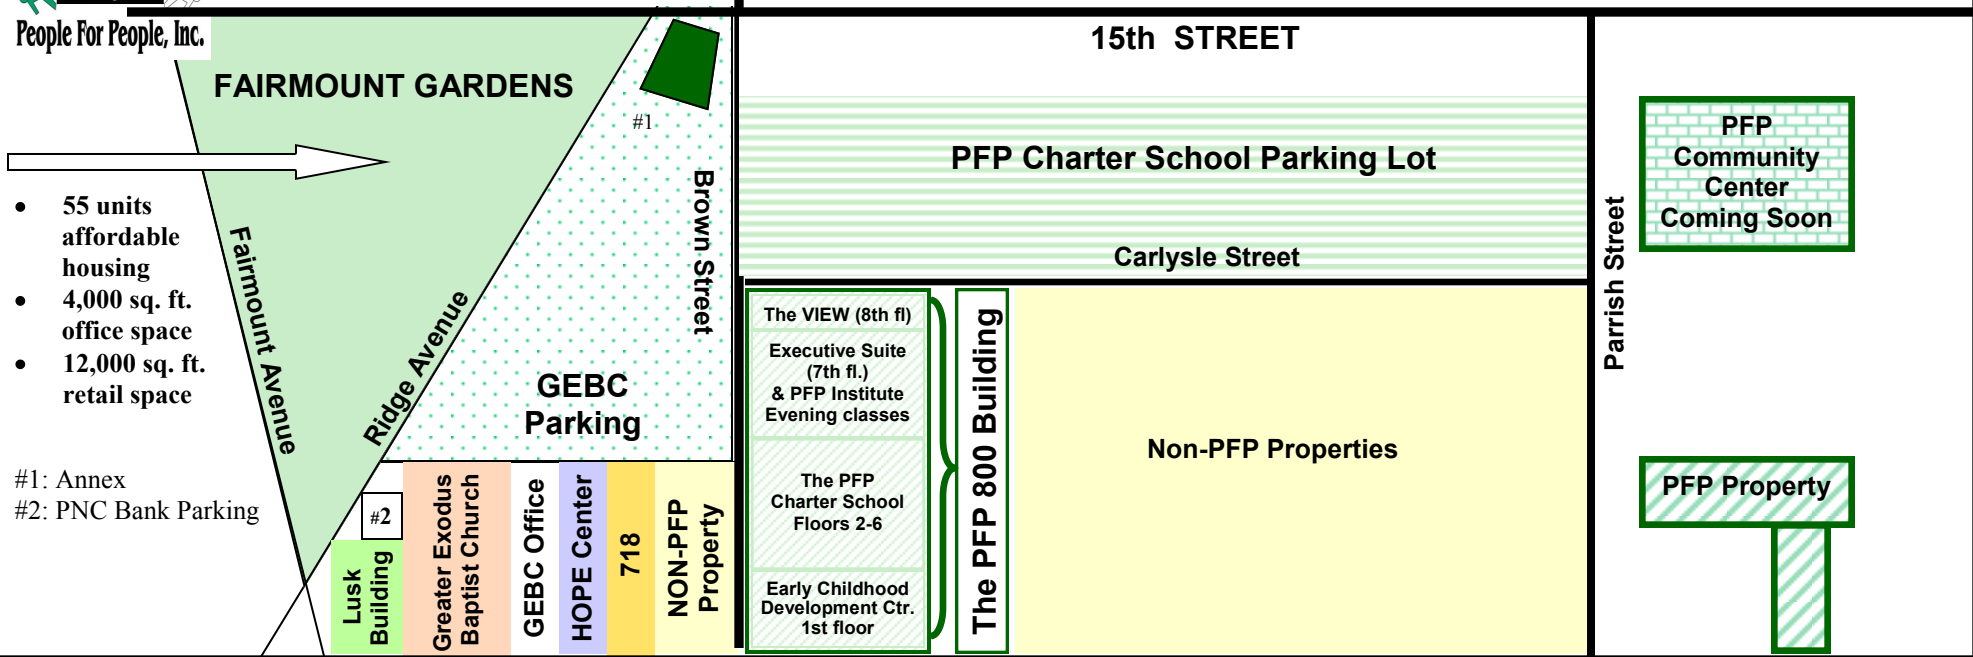 People For People, Inc.
15th STREET
FAIRMOUNT GARDENS
#1
PFP Charter School Parking Lot
PFP
Community
Center
Coming Soon
• 55 units
affordable
housing
• 4,000 sq. ft.
office space
• 12,000 sq. ft.
retail space
Fairmount Avenue
Ridge Avenue
Brown Street
Carlysle Street
Parrish Street
GEBC
Parking
The VIEW (8th fl)
Executive Suite
(7th fl.)
& PFP Institute
Evening classes
The PFP
Charter School
Floors 2-6
Early Childhood
Development Ctr.
1st floor
The PFP 800 Building
Non-PFP Properties
PFP Property
#1: Annex
#2: PNC Bank Parking
#2
Lusk
Building
Greater Exodus
Baptist Church
GEBC Office
HOPE Center
718
NON-PFP
Property